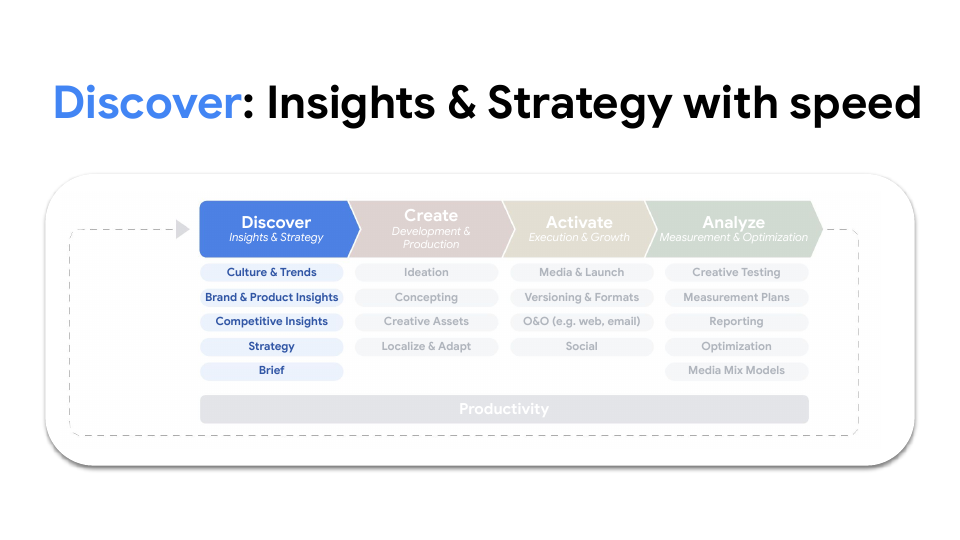 Discover: Insights & Strategy with speed
Discover
Insights & Strategy
Culture & Trends
Brand & Product Insights
Competitive Insights
Strategy
Brief
Create
Development &
Production
Ideation
Concepting
Creative Assets
Localize & Adapt
Activate
Execution & Growth
Media & Launch
Versioning & Formats
O&O (e.g. web, email)
Social
Analyze
Measurement & Optimization
Creative Testing
Measurement Plans
Reporting
Optimization
Media Mix Models
Productivity